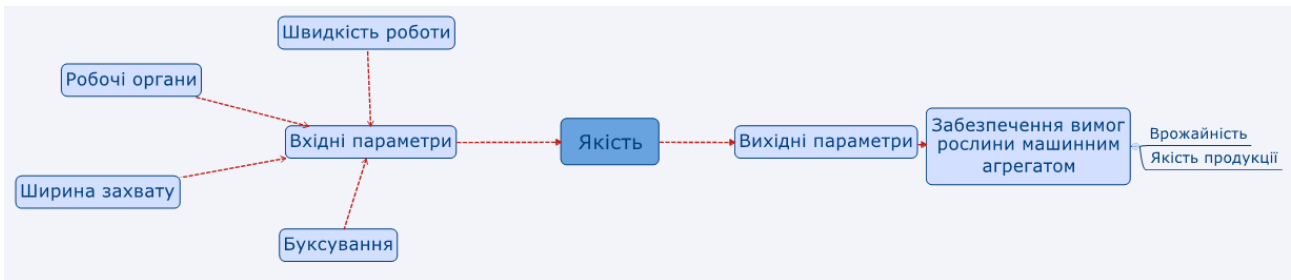 Швидкість роботи
Робочі органи
Вхідні параметри
Ширина захвату
Буксування
Якість
Вихідні параметри
Забезпечення вимог
рослини машинним
агрегатом
Врожайність
Якість продукції